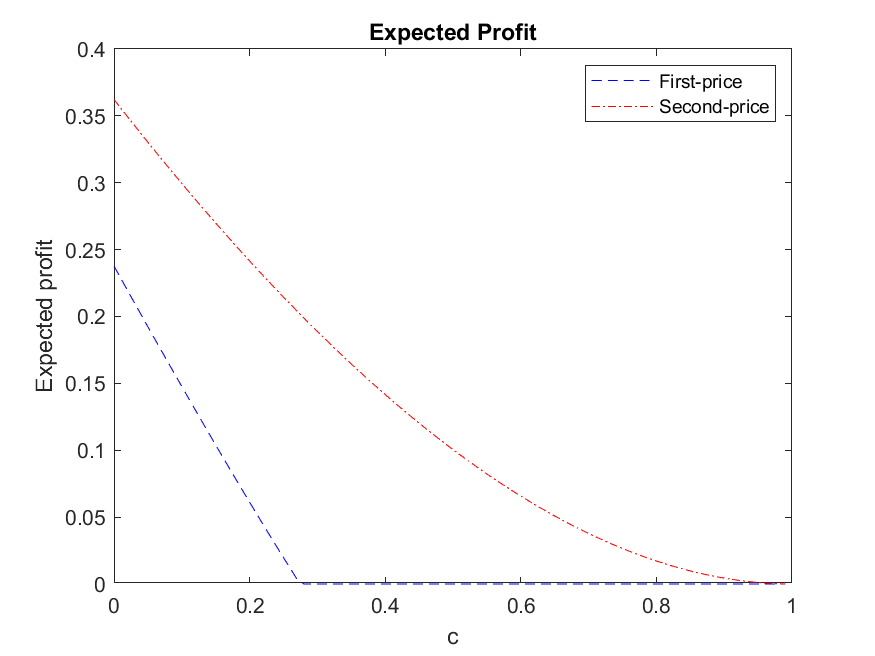 Expected Profit
First-price
Second-price
Expected profit
0.4
0.35
0.3
0.25
0.2
0.15
0.1
0.05
0
0 0.2 0.4 0.6 0.8 1
c